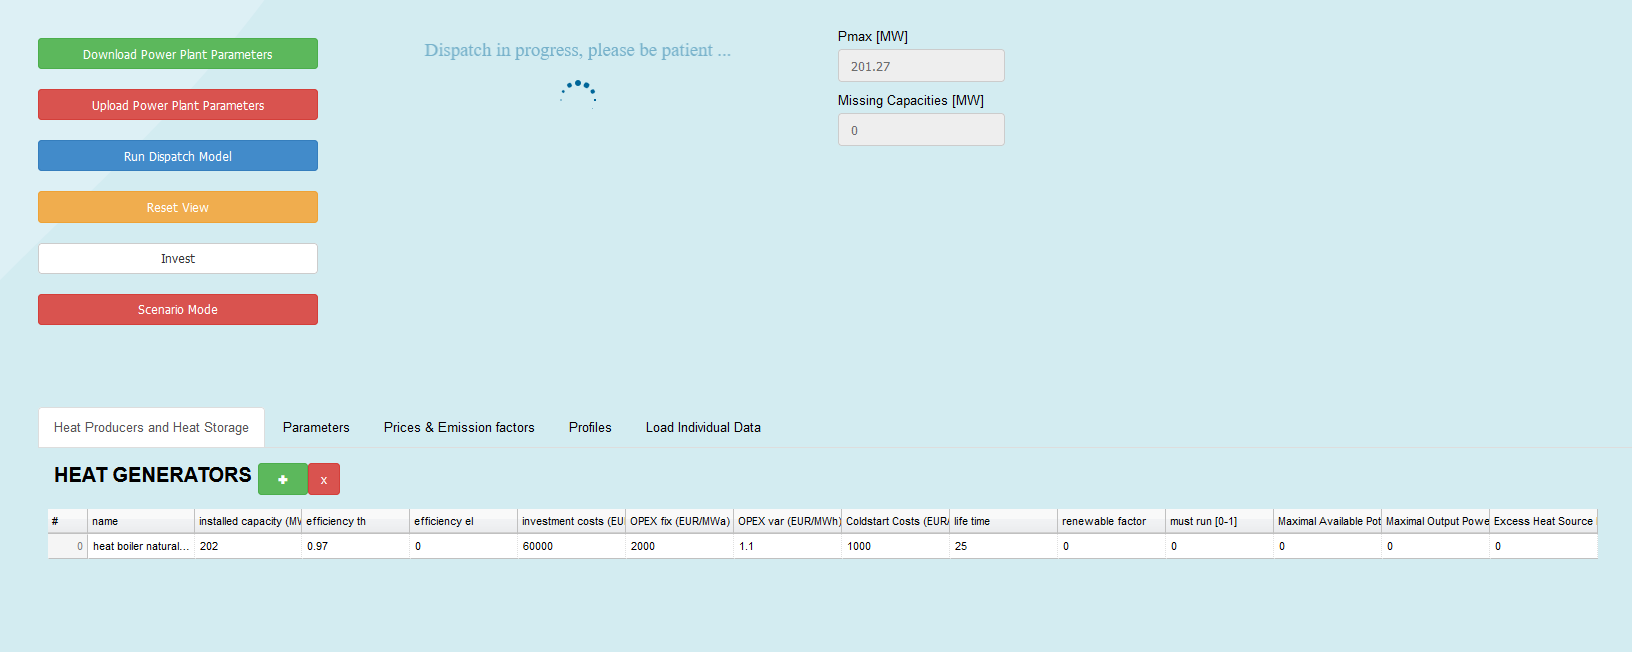 Download Power Plant Parameters
Upload Power Plant Parameters
Run Dispatch Model
Reset View
Invest
Scenario Mode
Dispatch in progress, please be patient ...
Pmax [MW]
201.27
Missing Capacities [MW]
0
Heat Producers and Heat Storage Parameters Prices & Emission factors Profiles Load Individual Data
HEAT GENERATORS + x
# name installed capacity (MW efficiency th efficiency el investment costs (EU OPEX fix (EUR/MWa) OPEX var (EUR/MWh) Coldstart Costs (EUR/ life time renewable factor must run [0-1] Maximal Available Pot Maximal Output Powe Excess Heat Source
0 heat boiler natural... 202 0.97 0 60000 2000 1.1 1000 25 0 0 0 0 0